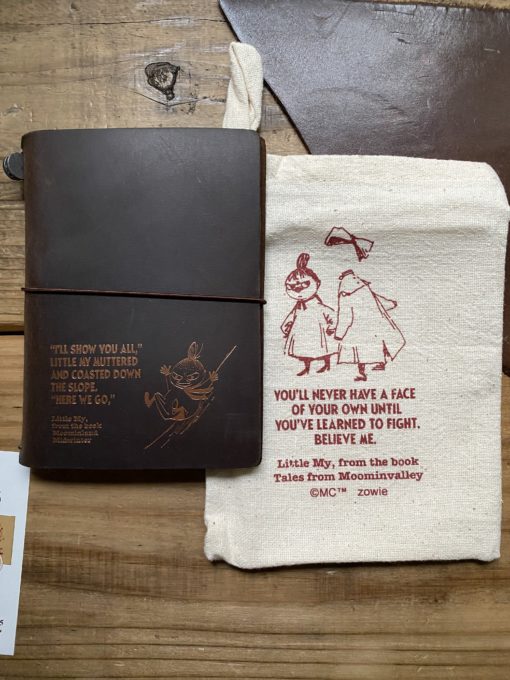 "I'LL SHOW YOU ALL,"
LITTLE MY MUTTERED
AND COASTED DOWN
THE SLOPE.
"HERE WE GO,"
Little My,
from the book
Moominland
Midwinter
YOU'LL NEVER HAVE A FACE
OF YOUR OWN UNTIL
YOU'VE LEARNED TO FIGHT.
BELIEVE ME.
Little My, from the book
Tales from Moominvalley
©MC™ zowie